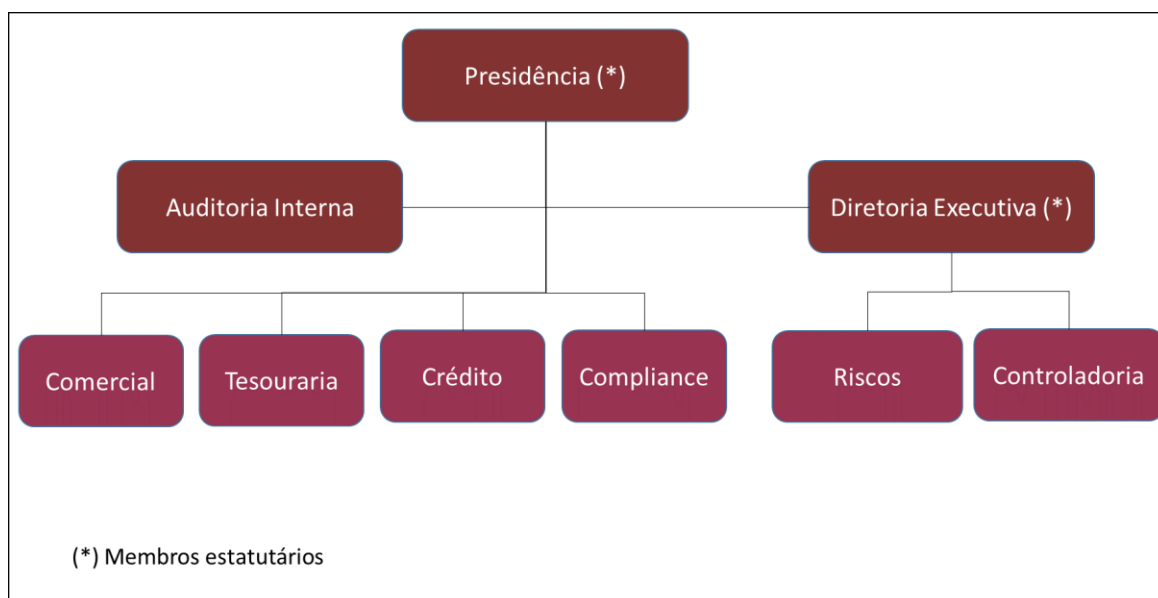 Presidência (*)
Auditoria Interna
Diretoria Executiva (*)
Comercial
Tesouraria
Crédito
Compliance
Riscos
Controladoria
(*) Membros estatutários